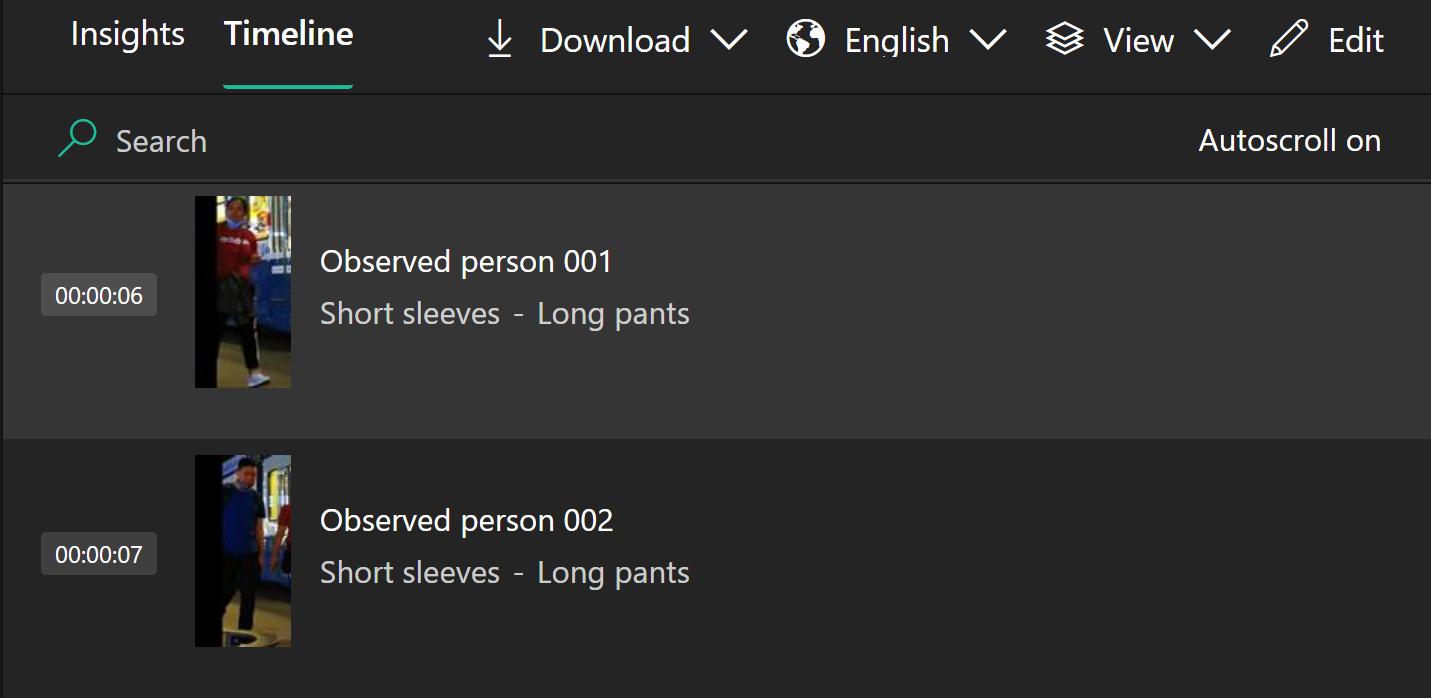 Insights Timeline Download English View Edit
Search Autoscroll on
00:00:06
Observed person 001
Short sleeves - Long pants
00:00:07
Observed person 002
Short sleeves - Long pants